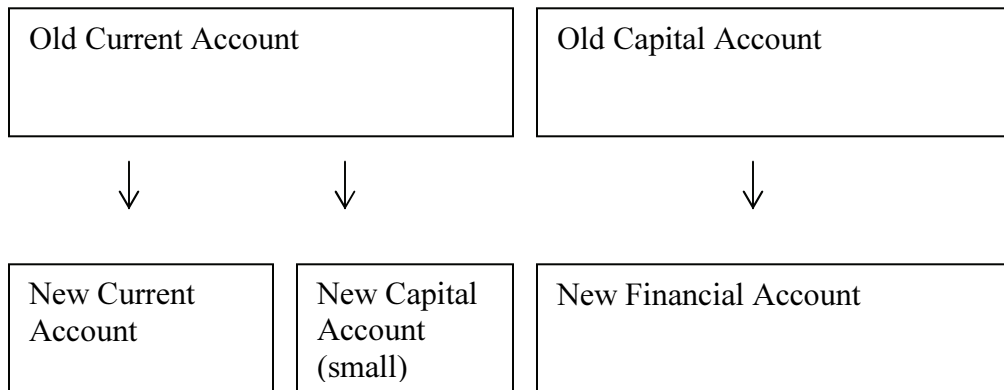 Old Current Account
Old Capital Account
New Current
Account
New Capital
Account
(small)
New Financial Account